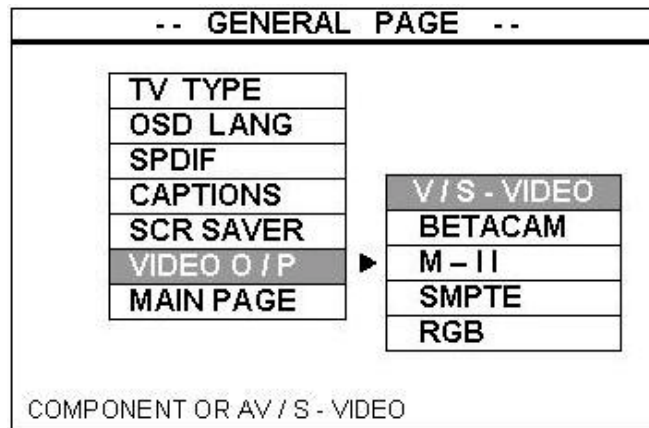 -- GENERAL PAGE --
TV TYPE
OSD LANG
SPDIF
CAPTIONS
SCR SAVER
VIDEO O / P
MAIN PAGE
V / S - VIDEO
BETACAM
M – II
SMPTE
RGB
COMPONENT OR AV / S - VIDEO